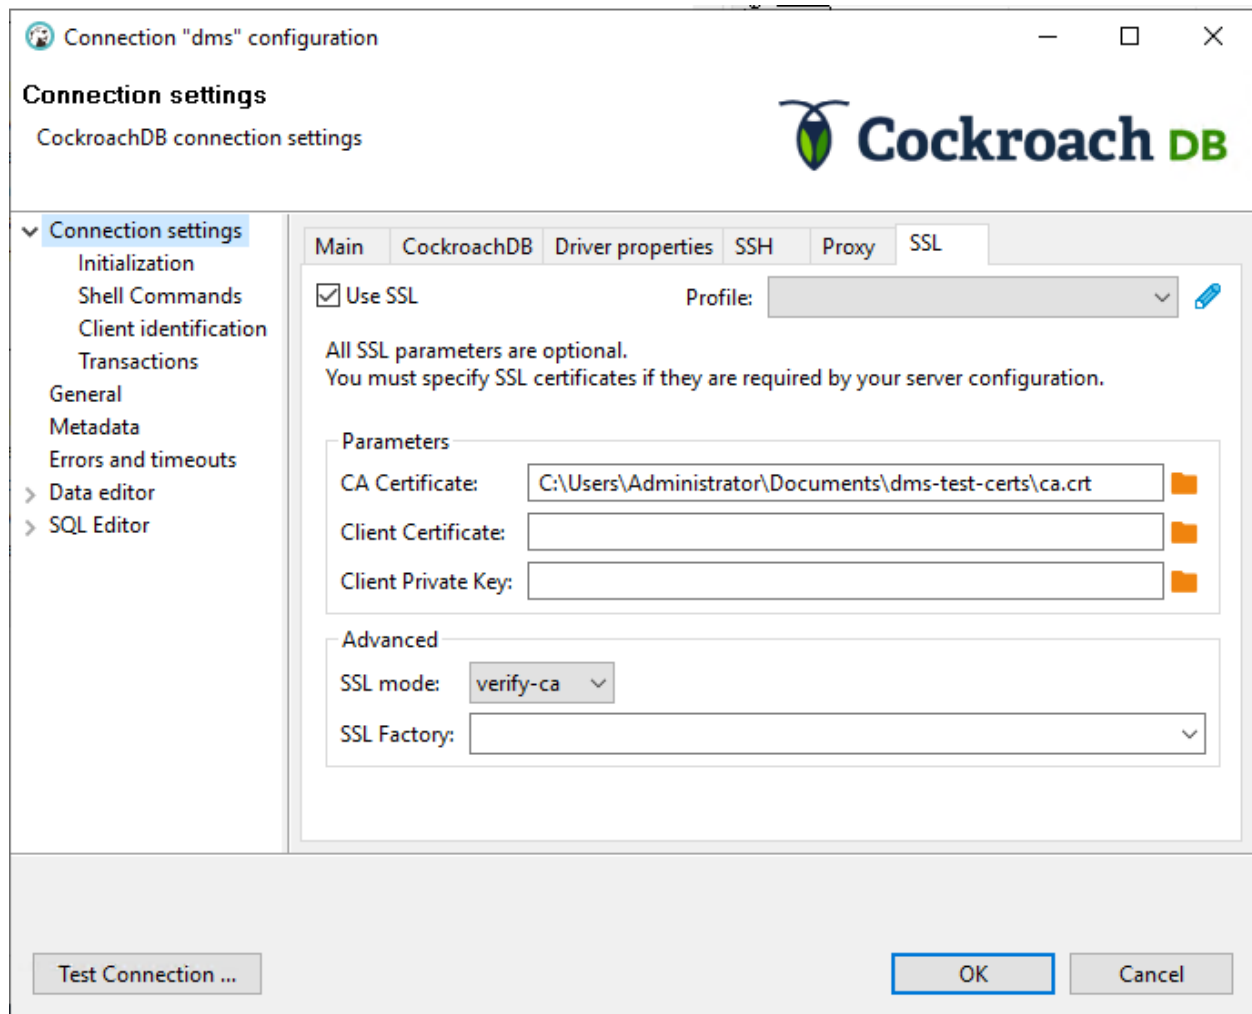 Connection "dms" configuration
Connection settings
CockroachDB connection settings
Cockroach DB
Connection settings
Initialization
Shell Commands
Client identification
Transactions
General
Metadata
Errors and timeouts
Data editor
SQL Editor
Main CockroachDB Driver properties SSH Proxy SSL
Use SSL Profile:
All SSL parameters are optional.
You must specify SSL certificates if they are required by your server configuration.
Parameters
CA Certificate: C:\Users\Administrator\Documents\dms-test-certs\ca.crt
Client Certificate:
Client Private Key:
Advanced
SSL mode: verify-ca
SSL Factory:
Test Connection ... OK Cancel